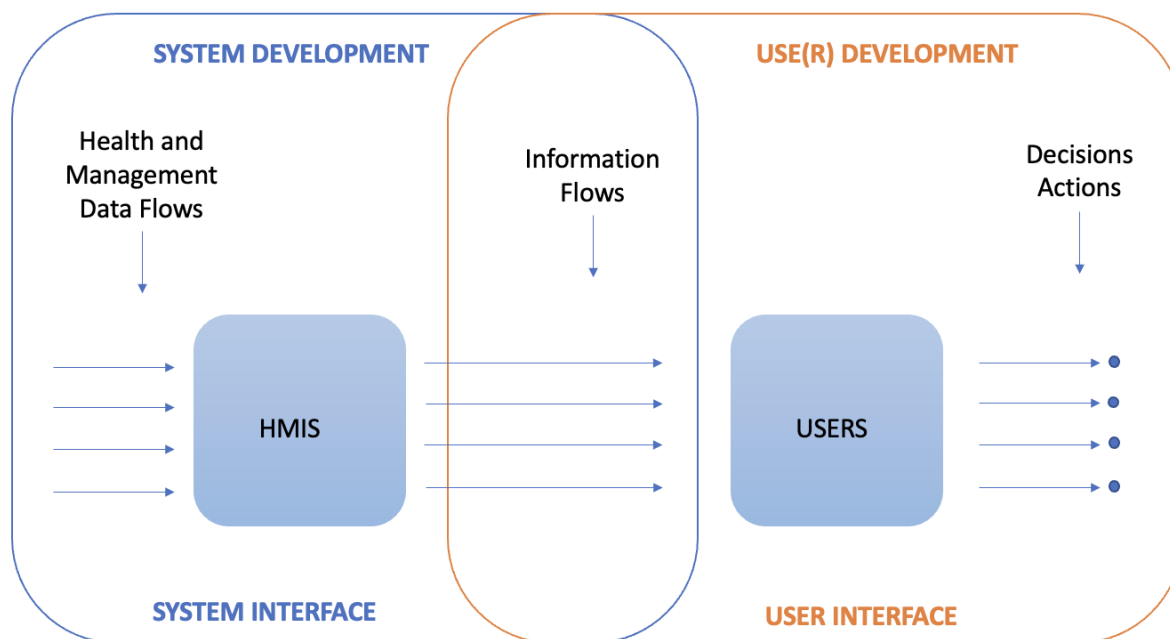 SYSTEM DEVELOPMENT
USE(R) DEVELOPMENT
Health and
Management
Data Flows
Information
Flows
Decisions
Actions
HMIS
USERS
SYSTEM INTERFACE
USER INTERFACE